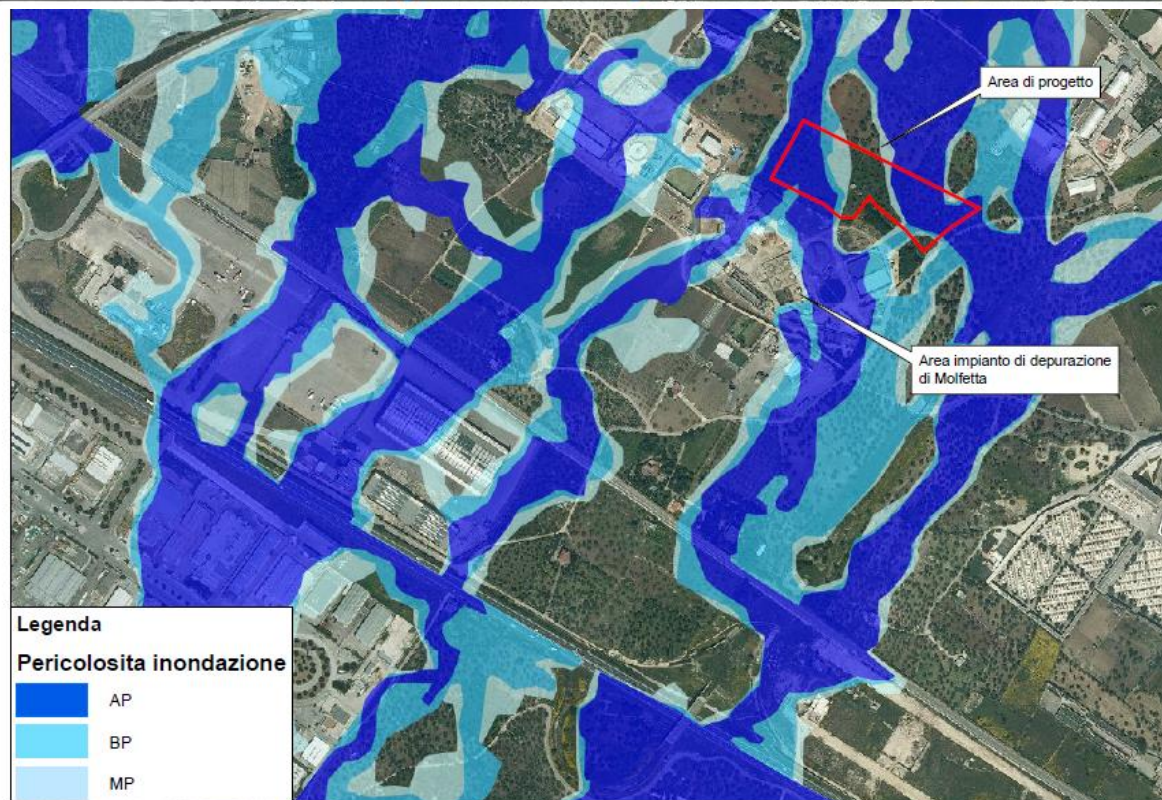 Area di progetto
Area impianto di depurazione
di Molfetta
Legenda
Pericolosita inondazione
AP
BP
MP